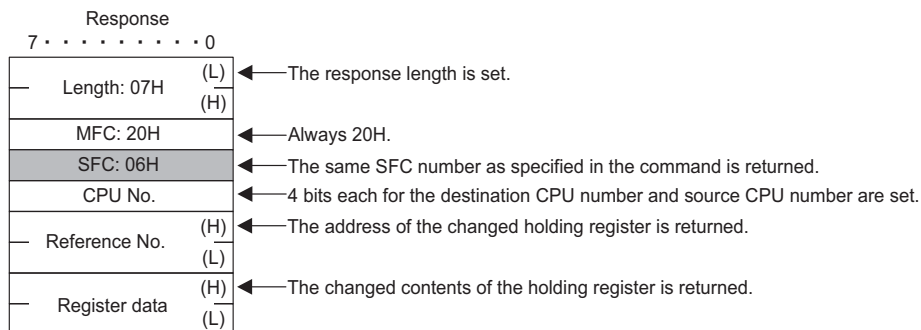 Response
7 · · · · · · · · · 0
Length: 07H (L) The response length is set.
(H)
MFC: 20H Always 20H.
SFC: 06H The same SFC number as specified in the command is returned.
CPU No. 4 bits each for the destination CPU number and source CPU number are set.
Reference No. (H) The address of the changed holding register is returned.
(L)
Register data (H) The changed contents of the holding register is returned.
(L)